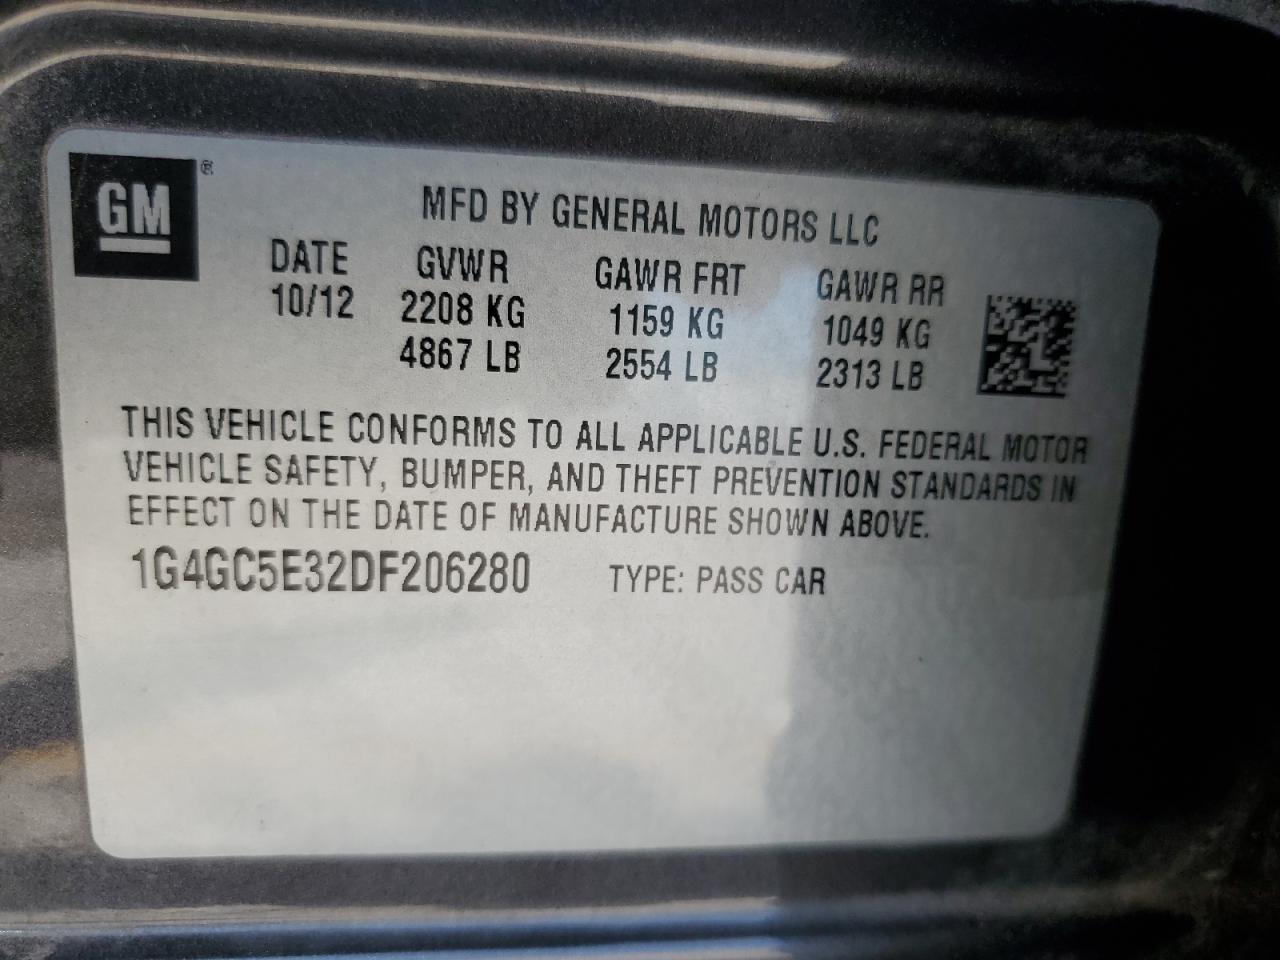 GM ®
MFD BY GENERAL MOTORS LLC
DATE GVWR GAWR FRT GAWR RR
10/12 2208 KG 1159 KG 1049 KG
4867 LB 2554 LB 2313 LB
THIS VEHICLE CONFORMS TO ALL APPLICABLE U.S. FEDERAL MOTOR
VEHICLE SAFETY, BUMPER, AND THEFT PREVENTION STANDARDS IN
EFFECT ON THE DATE OF MANUFACTURE SHOWN ABOVE.
1G4GC5E32DF206280 TYPE: PASS CAR